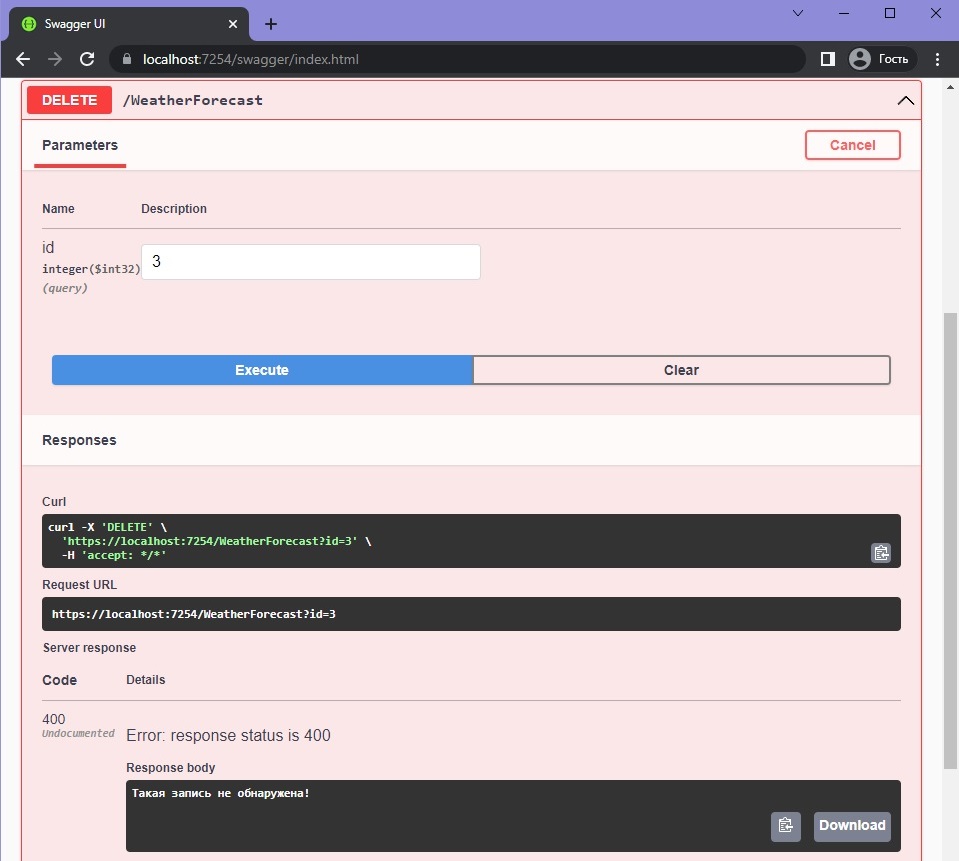 Swagger UI
localhost:7254/swagger/index.html
Гость
DELETE /WeatherForecast
Parameters
Cancel
Name Description
id
integer($int32)
(query)
3
Execute
Clear
Responses
Curl
curl -X 'DELETE' \
'https://localhost:7254/WeatherForecast?id=3' \
-H 'accept: */*'
Request URL
https://localhost:7254/WeatherForecast?id=3
Server response
Code Details
400
Undocumented
Error: response status is 400
Response body
Такая запись не обнаружена!
Download